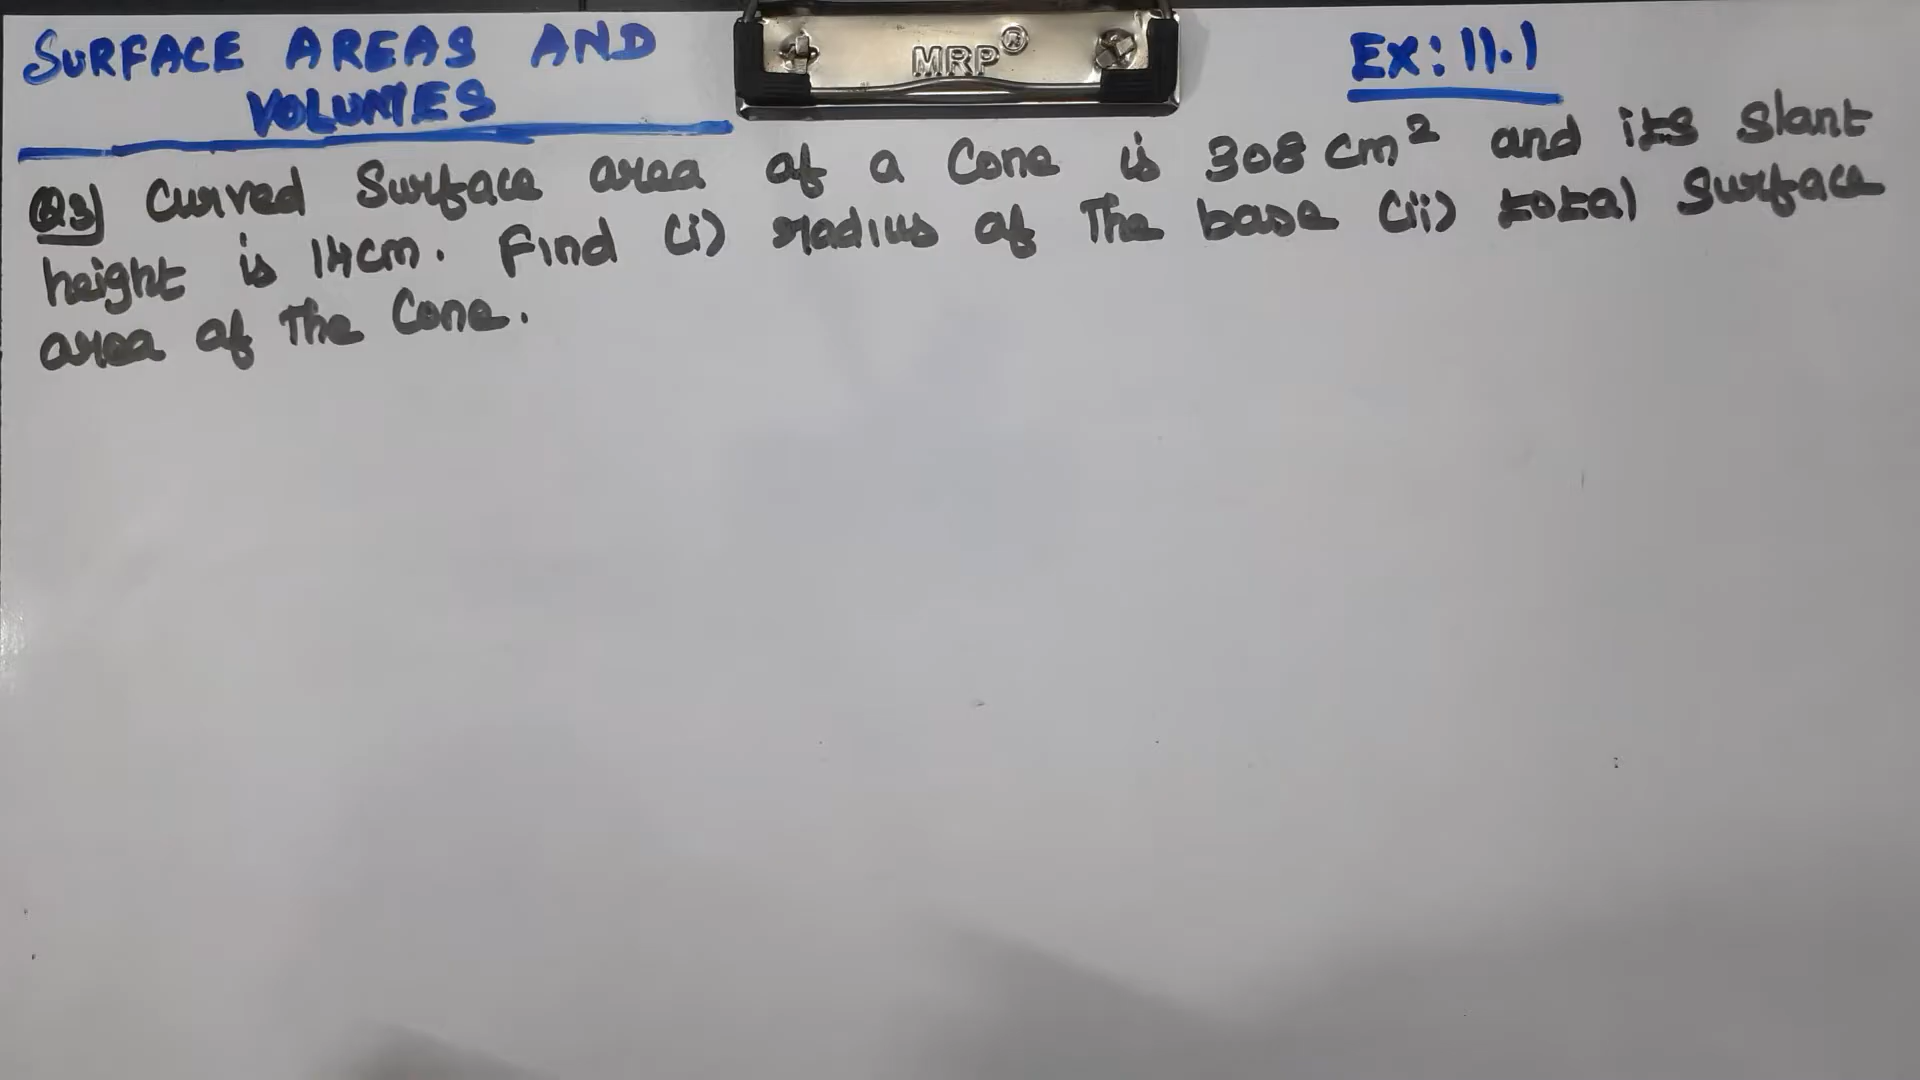 SURFACE AREAS AND
VOLUMES
MRP®
EX: 11.1
Q3) Curved Surface area of a Cone is 308 cm² and its slant
height is 14cm. Find (i) radius of The base (ii) total surface
area of The Cone.